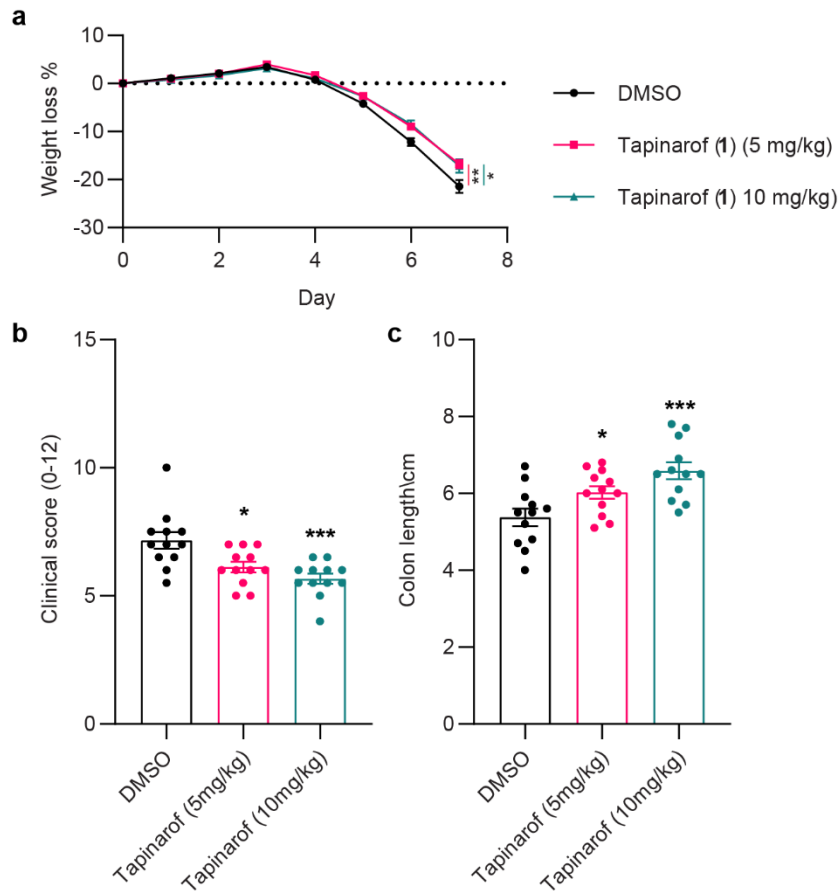 a
10
0
-10
-20
-30
Weight loss %
0
2
4
6
8
Day
**
*
DMSO
Tapinarof (1) (5 mg/kg)
Tapinarof (1) 10 mg/kg)
b
15
10
5
0
Clinical score (0-12)
*
***
DMSO
Tapinarof (5mg/kg)
Tapinarof (10mg/kg)
c
10
8
6
4
2
0
Colon length\cm
*
***
DMSO
Tapinarof (5mg/kg)
Tapinarof (10mg/kg)